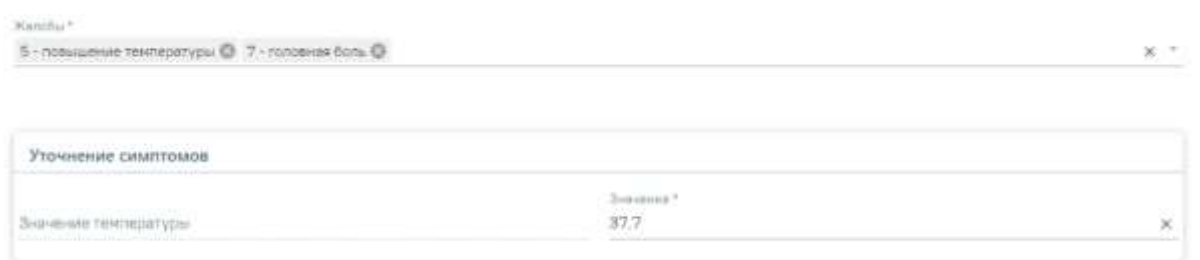 Жалобы *
5 - повышение температуры 7 - головная боль
Уточнение симптомов
Значение *
Значение температуры 37.7